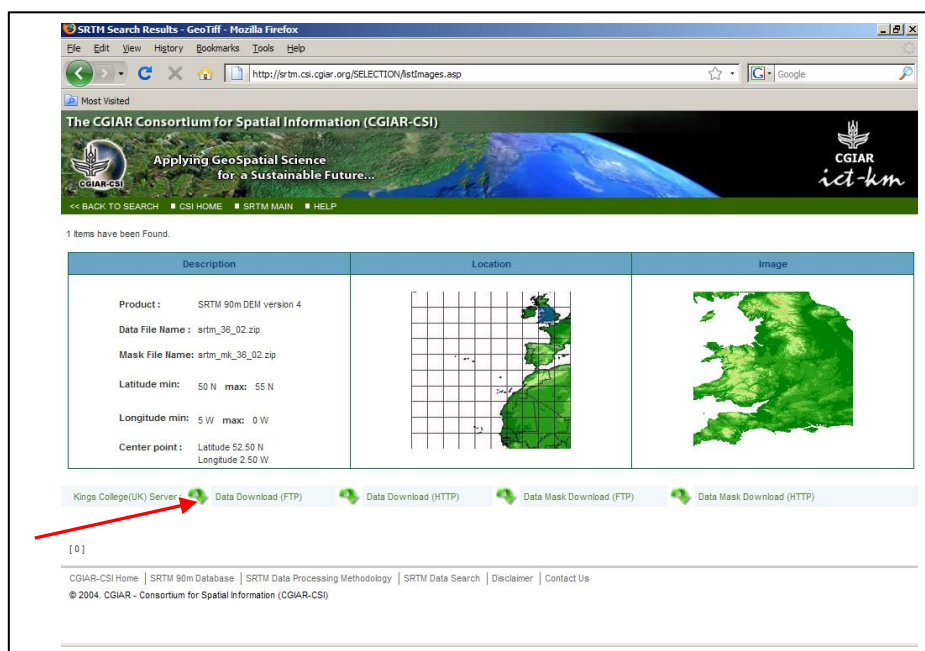 SRTM Search Results - GeoTiff - Mozilla Firefox
File Edit View History Bookmarks Tools Help
http://srtm.csi.cgiar.org/SELECTION/listImages.asp
G Google
Most Visited
The CGIAR Consortium for Spatial Information (CGIAR-CSI)
Applying GeoSpatial Science
for a Sustainable Future...
CGIAR-CSI
CGIAR
ict-km
<< BACK TO SEARCH ■ CSI HOME ■ SRTM MAIN ■ HELP
1 Items have been Found.
Description Location Image
Product : SRTM 90m DEM version 4
Data File Name : srtm_36_02.zip
Mask File Name: srtm_mk_36_02.zip
Latitude min: 50 N max: 55 N
Longitude min: 5 W max: 0 W
Center point : Latitude 52.50 N
Longitude 2.50 W
Kings College(UK) Server : Data Download (FTP) Data Download (HTTP) Data Mask Download (FTP) Data Mask Download (HTTP)
[ 0 ]
CGIAR-CSI Home | SRTM 90m Database | SRTM Data Processing Methodology | SRTM Data Search | Disclaimer | Contact Us
© 2004. CGIAR - Consortium for Spatial Information (CGIAR-CSI)